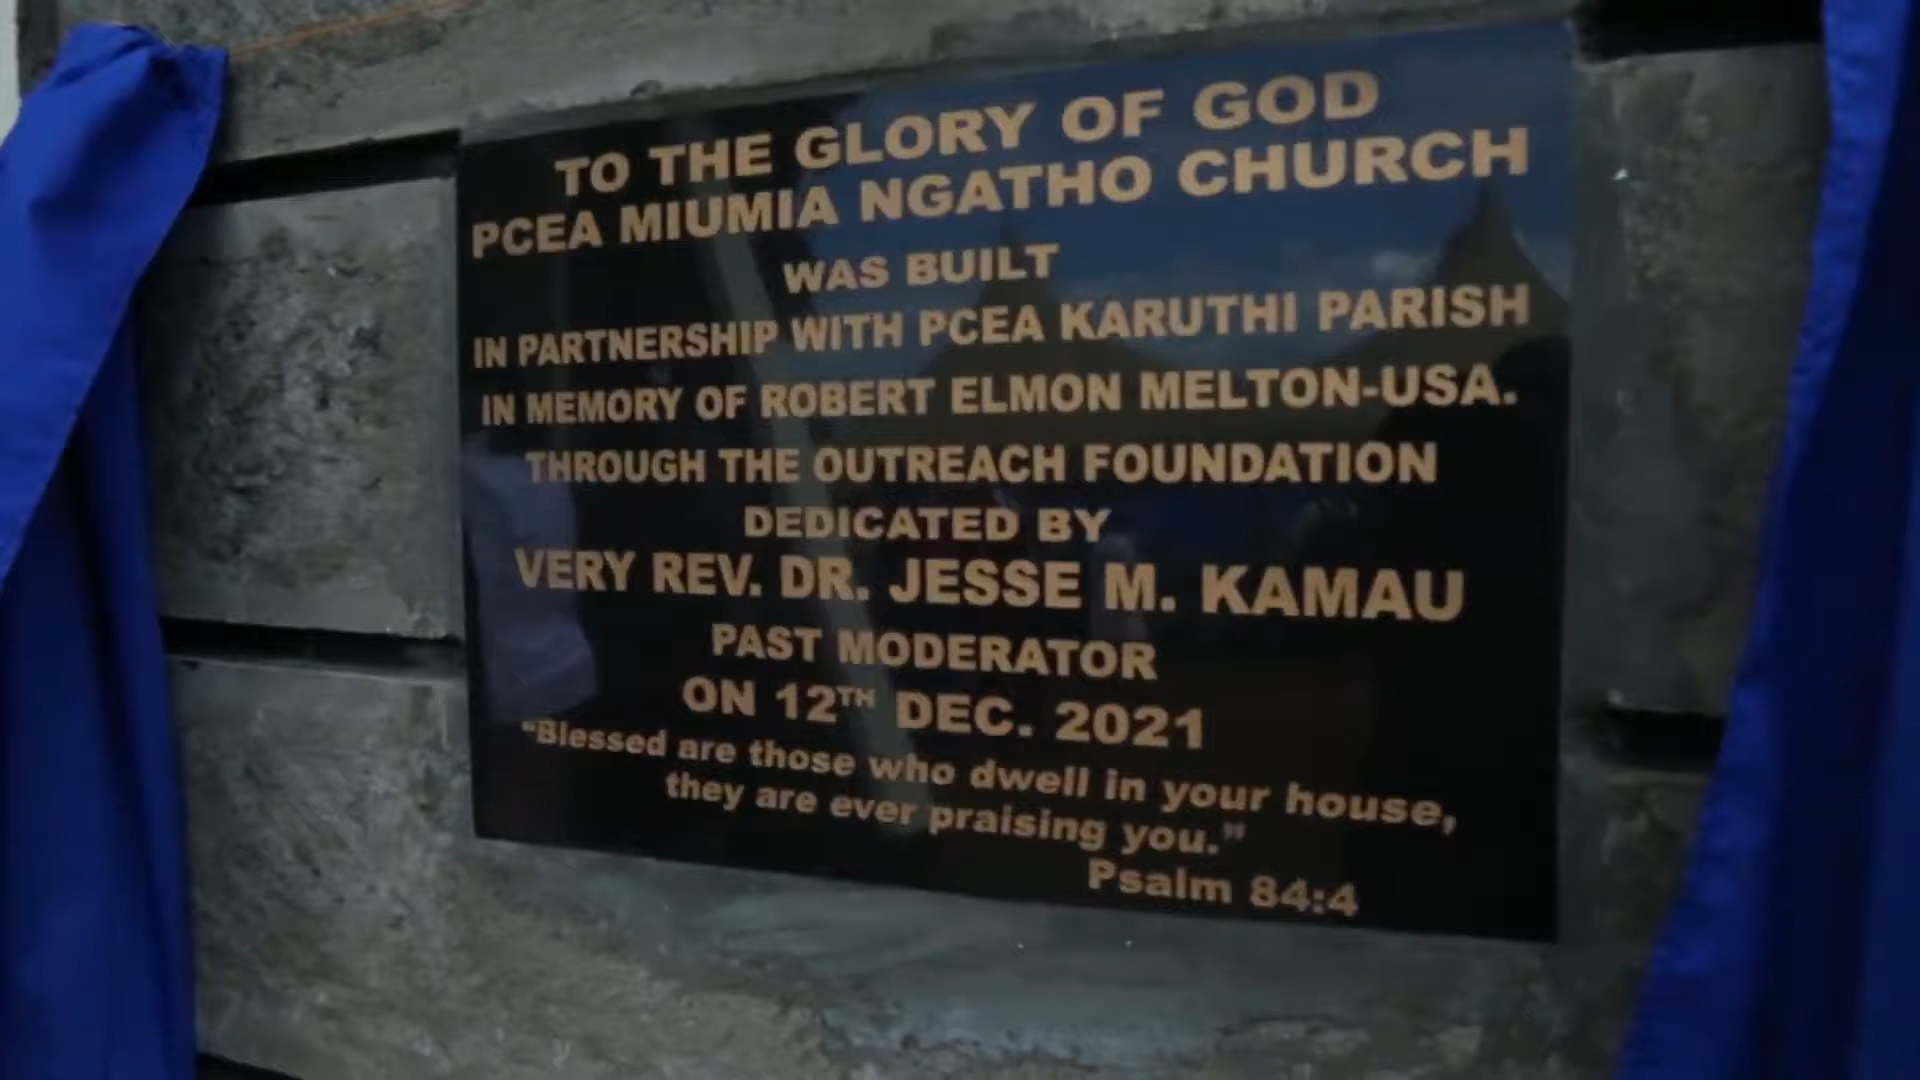 TO THE GLORY OF GOD
PCEA MIUMIA NGATHO CHURCH
WAS BUILT
IN PARTNERSHIP WITH PCEA KARUTHI PARISH
IN MEMORY OF ROBERT ELMON MELTON-USA.
THROUGH THE OUTREACH FOUNDATION
DEDICATED BY
VERY REV. DR. JESSE M. KAMAU
PAST MODERATOR
ON 12TH DEC. 2021
"Blessed are those who dwell in your house,
they are ever praising you."
Psalm 84:4